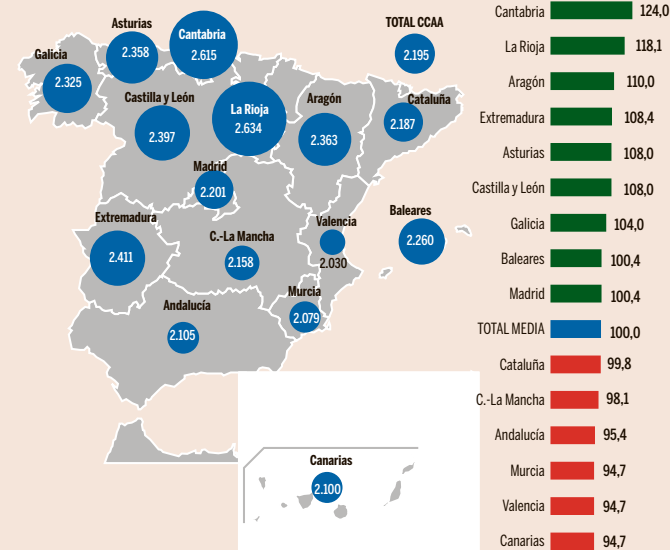 Asturias
2.358
Cantabria
2.615
TOTAL CCAA
2.195
Galicia
2.325
Castilla y León
2.397
La Rioja
2.634
Aragón
2.363
Cataluña
2.187
Madrid
2.201
Extremadura
2.411
C.-La Mancha
2.158
Valencia
2.030
Baleares
2.260
Murcia
2.079
Andalucía
2.105
Canarias
2.100
Cantabria 124,0
La Rioja 118,1
Aragón 110,0
Extremadura 108,4
Asturias 108,0
Castilla y León 108,0
Galicia 104,0
Baleares 100,4
Madrid 100,4
TOTAL MEDIA 100,0
Cataluña 99,8
C.-La Mancha 98,1
Andalucía 95,4
Murcia 94,7
Valencia 94,7
Canarias 94,7